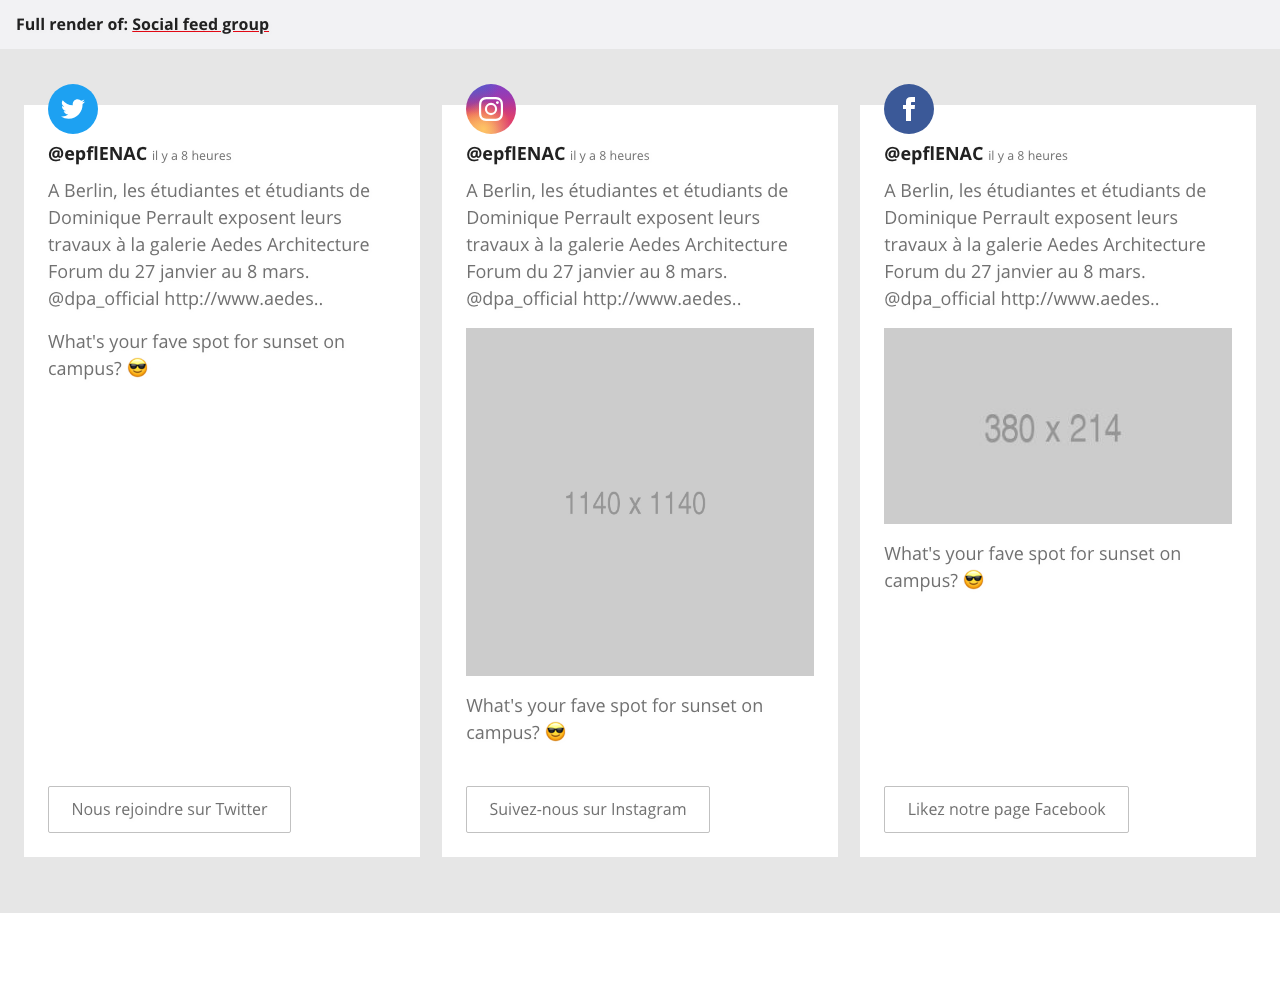 Full render of: Social feed group
@epflENAC il y a 8 heures
A Berlin, les étudiantes et étudiants de
Dominique Perrault exposent leurs
travaux à la galerie Aedes Architecture
Forum du 27 janvier au 8 mars.
@dpa_official http://www.aedes..
What's your fave spot for sunset on
campus? 😎
Nous rejoindre sur Twitter
@epflENAC il y a 8 heures
A Berlin, les étudiantes et étudiants de
Dominique Perrault exposent leurs
travaux à la galerie Aedes Architecture
Forum du 27 janvier au 8 mars.
@dpa_official http://www.aedes..
1140 x 1140
What's your fave spot for sunset on
campus? 😎
Suivez-nous sur Instagram
@epflENAC il y a 8 heures
A Berlin, les étudiantes et étudiants de
Dominique Perrault exposent leurs
travaux à la galerie Aedes Architecture
Forum du 27 janvier au 8 mars.
@dpa_official http://www.aedes..
380 x 214
What's your fave spot for sunset on
campus? 😎
Likez notre page Facebook